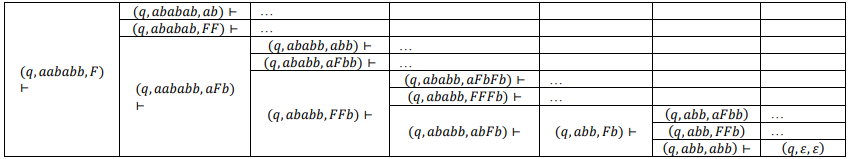 (q, ababab, ab) ⊢ …
(q, ababab, FF) ⊢ …
(q, ababb, abb) ⊢ …
(q, ababb, aFbb) ⊢ …
(q, aababb, F) ⊢
(q, aababb, aFb) ⊢
(q, ababb, FFb) ⊢
(q, ababb, aFbFb) ⊢ …
(q, ababb, FFFb) ⊢ …
(q, ababb, abFb) ⊢ (q, abb, Fb) ⊢
(q, abb, aFbb) …
(q, abb, FFb) …
(q, abb, abb) ⊢ (q, ε, ε)